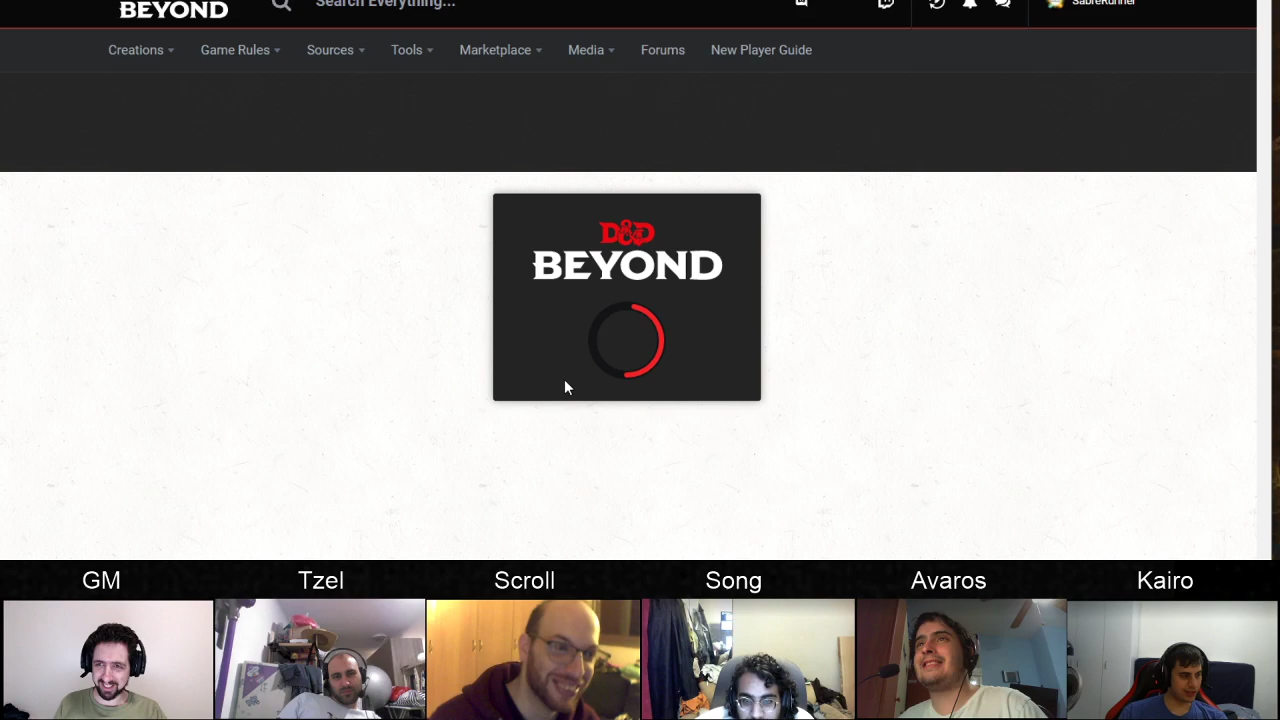 BEYOND
Search Everything...
SabreRunner
Creations
Game Rules
Sources
Tools
Marketplace
Media
Forums
New Player Guide
D&D
BEYOND
GM
Tzel
Scroll
Song
Avaros
Kairo